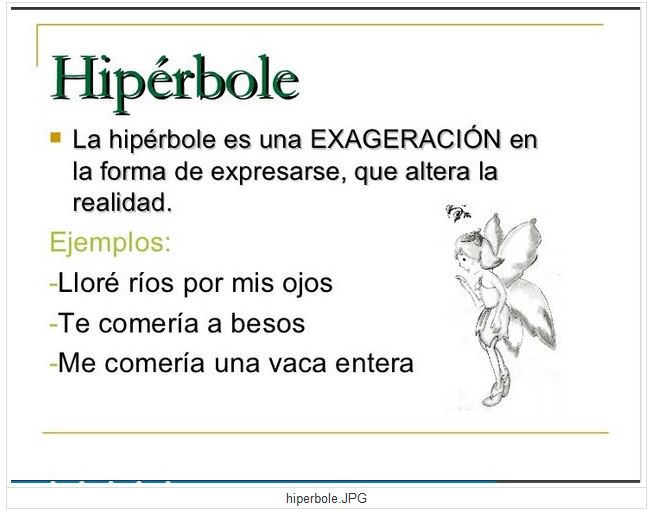 Hipérbole
La hipérbole es una EXAGERACIÓN en
la forma de expresarse, que altera la
realidad.
Ejemplos:
-Lloré ríos por mis ojos
-Te comería a besos
-Me comería una vaca entera
hiperbole.JPG